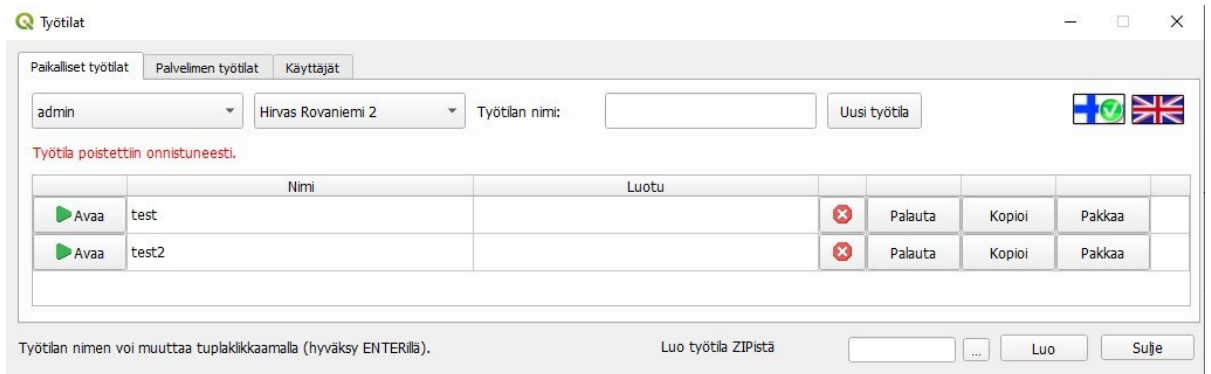 Työtilat
Paikalliset työtilat Palvelimen työtilat Käyttäjät
admin Hirvas Rovaniemi 2 Työtilan nimi: Uusi työtila
Työtila poistettiin onnistuneesti.
Nimi Luotu
Avaa test Palauta Kopioi Pakkaa
Avaa test2 Palauta Kopioi Pakkaa
Työtilan nimen voi muuttaa tuplaklikkaamalla (hyväksy ENTERillä). Luo työtila ZIPistä ... Luo Sulje